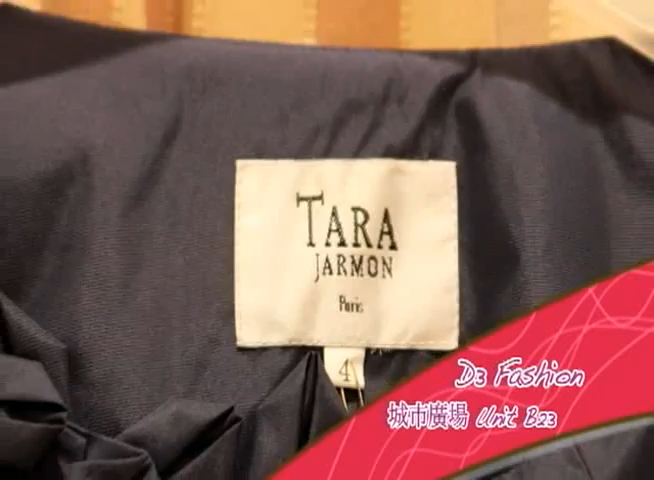 TARA
JARMON
Paris
4
D3 Fashion
城市廣場 Unit B23